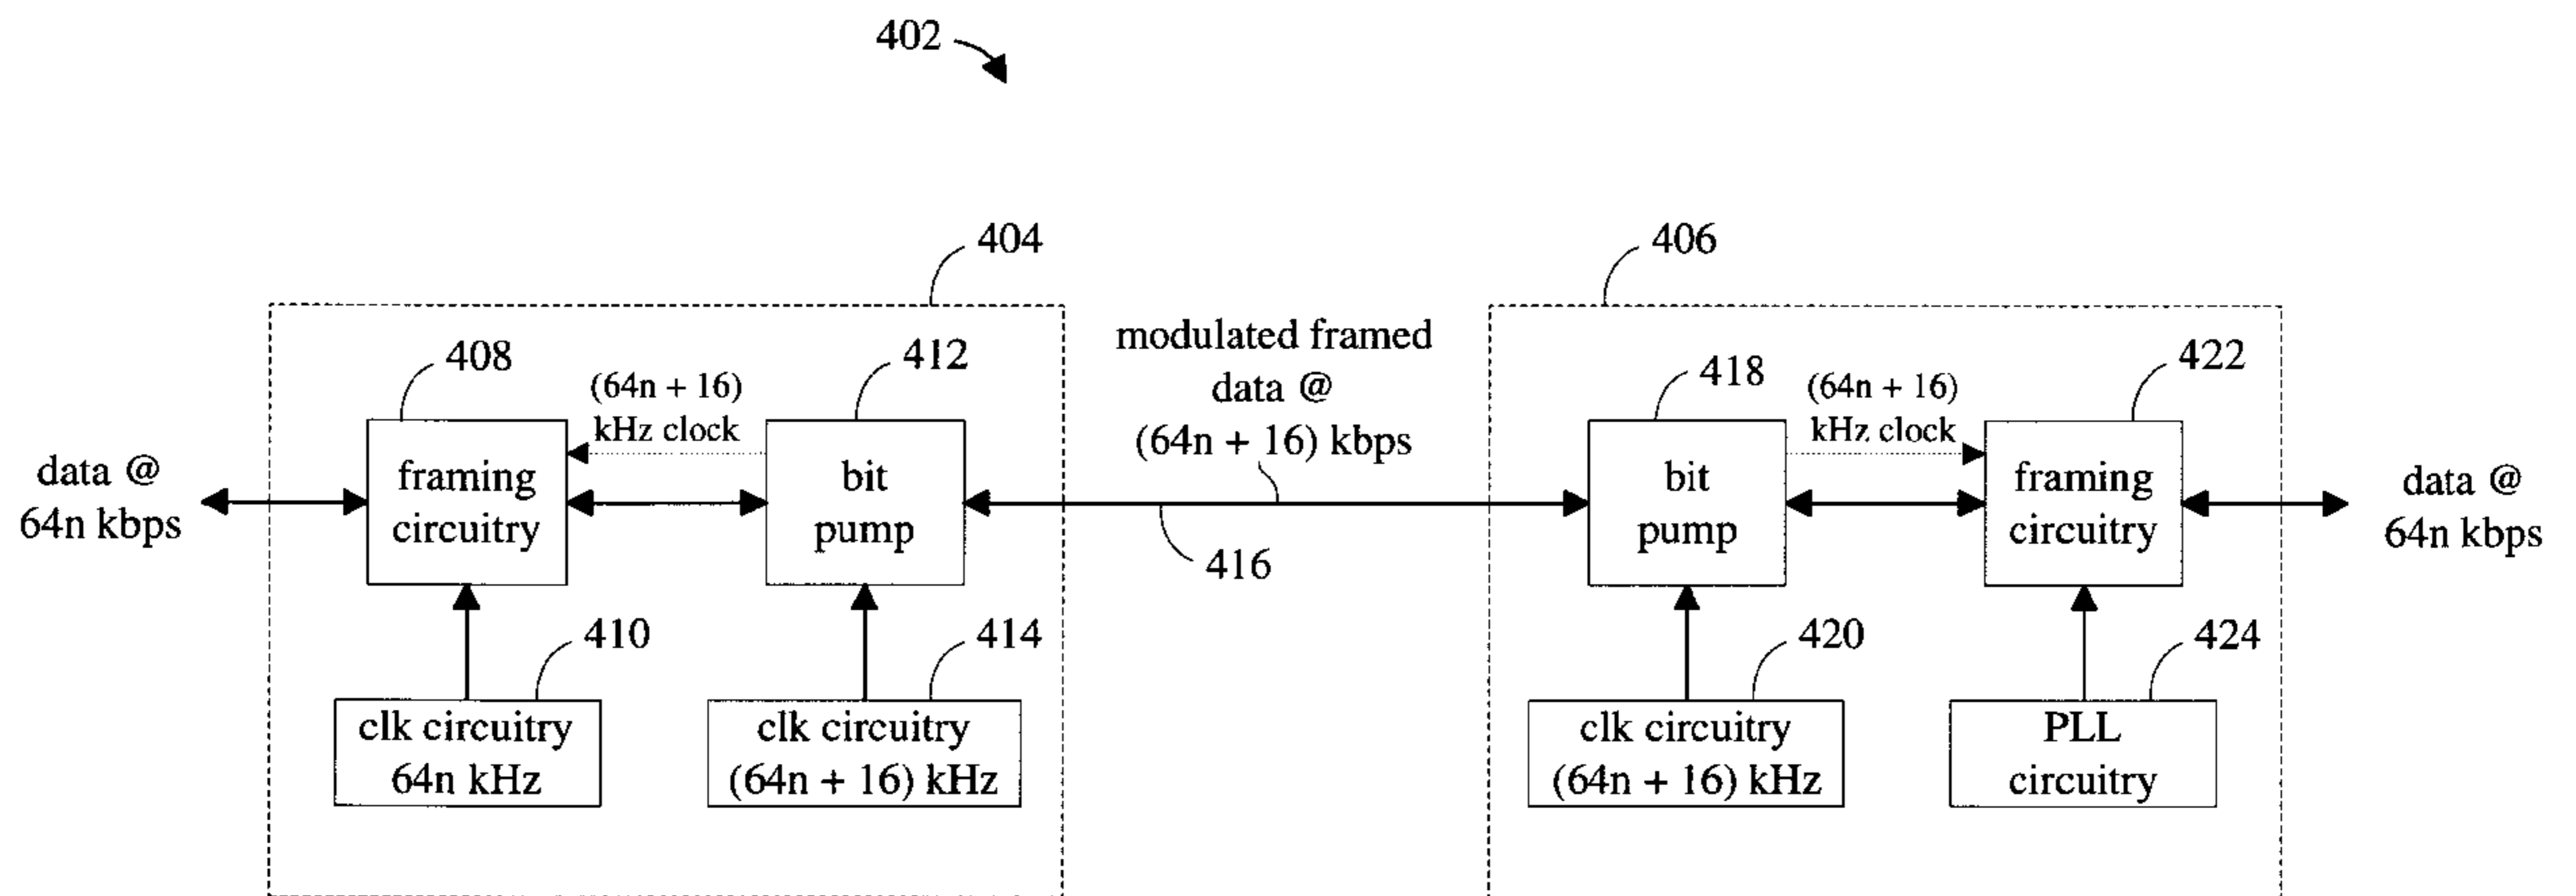 402
404
406
modulated framed
data @
(64n + 16) kbps
416
data @
64n kbps
408
framing
circuitry
(64n + 16)
kHz clock
412
bit
pump
410
clk circuitry
64n kHz
414
clk circuitry
(64n + 16) kHz
418
bit
pump
(64n + 16)
kHz clock
422
framing
circuitry
data @
64n kbps
420
clk circuitry
(64n + 16) kHz
424
PLL
circuitry